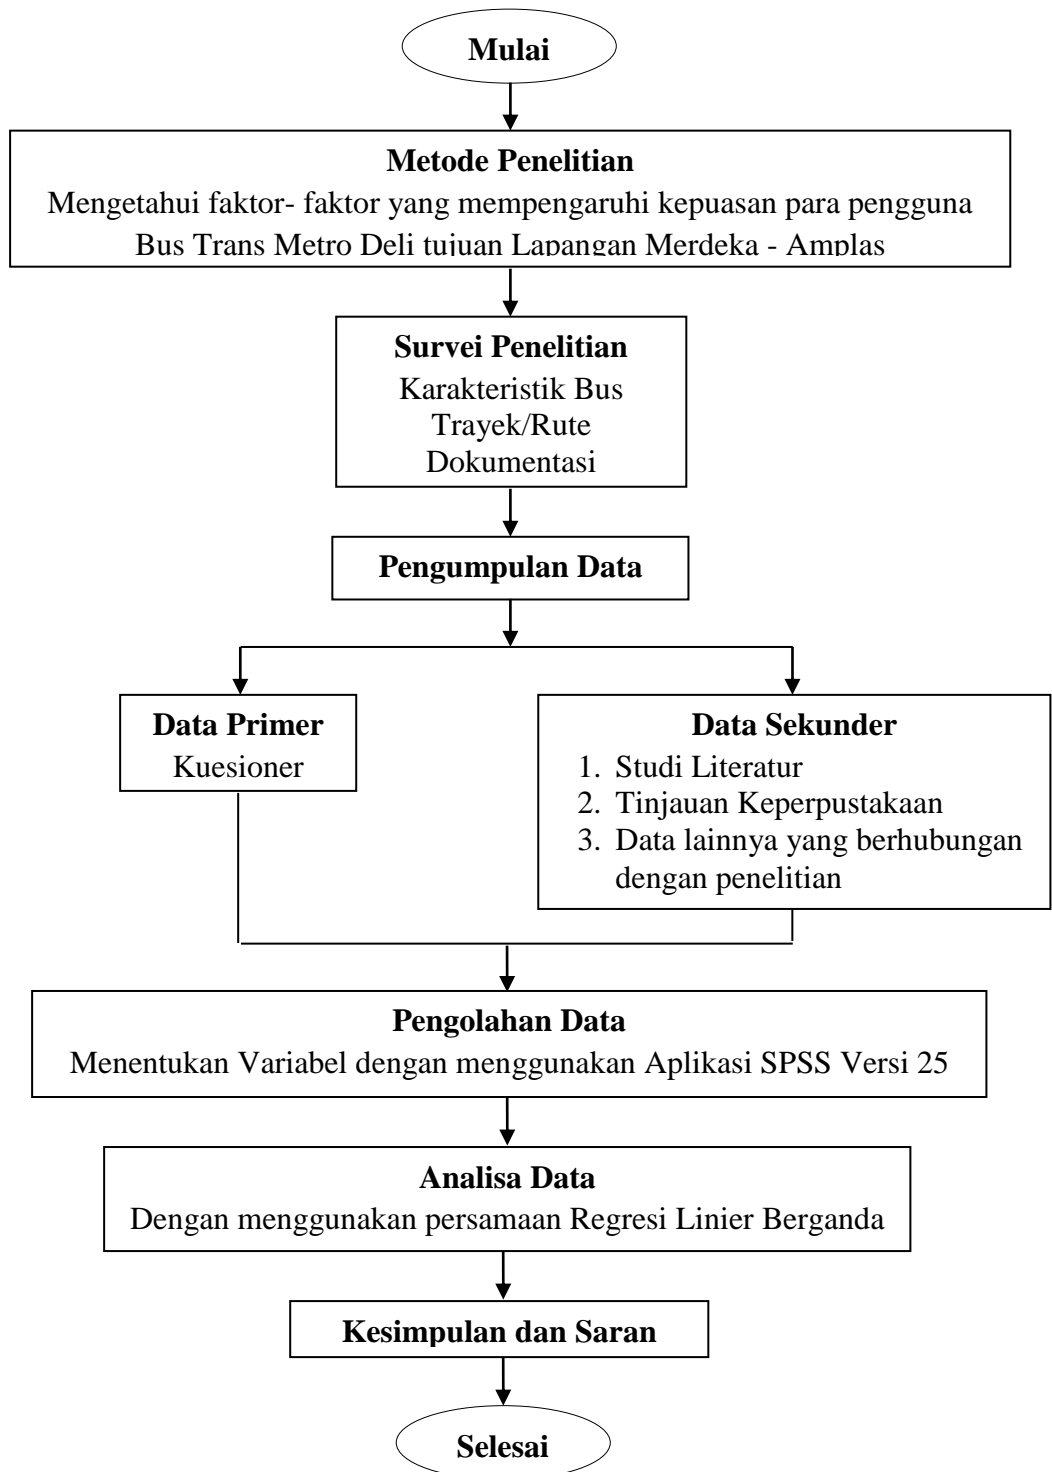 Mulai
Metode Penelitian
Mengetahui faktor- faktor yang mempengaruhi kepuasan para pengguna
Bus Trans Metro Deli tujuan Lapangan Merdeka - Amplas
Survei Penelitian
Karakteristik Bus
Trayek/Rute
Dokumentasi
Pengumpulan Data
Data Primer
Kuesioner
Data Sekunder
1. Studi Literatur
2. Tinjauan Keperpustakaan
3. Data lainnya yang berhubungan
dengan penelitian
Pengolahan Data
Menentukan Variabel dengan menggunakan Aplikasi SPSS Versi 25
Analisa Data
Dengan menggunakan persamaan Regresi Linier Berganda
Kesimpulan dan Saran
Selesai